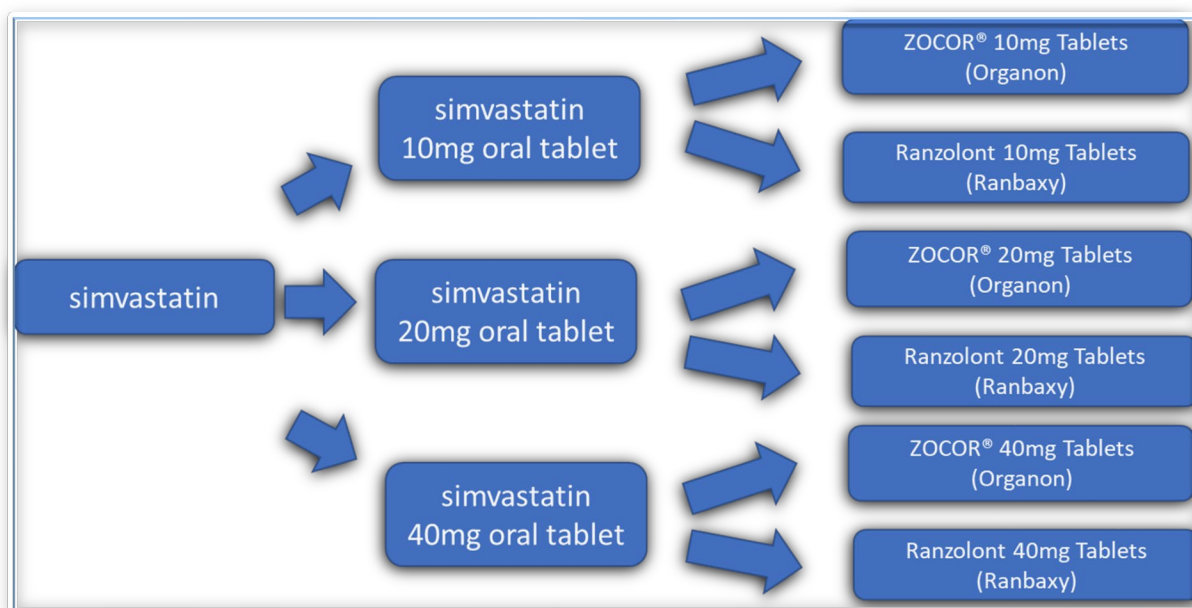 simvastatin
simvastatin
10mg oral tablet
simvastatin
20mg oral tablet
simvastatin
40mg oral tablet
ZOCOR® 10mg Tablets
(Organon)
Ranzolont 10mg Tablets
(Ranbaxy)
ZOCOR® 20mg Tablets
(Organon)
Ranzolont 20mg Tablets
(Ranbaxy)
ZOCOR® 40mg Tablets
(Organon)
Ranzolont 40mg Tablets
(Ranbaxy)